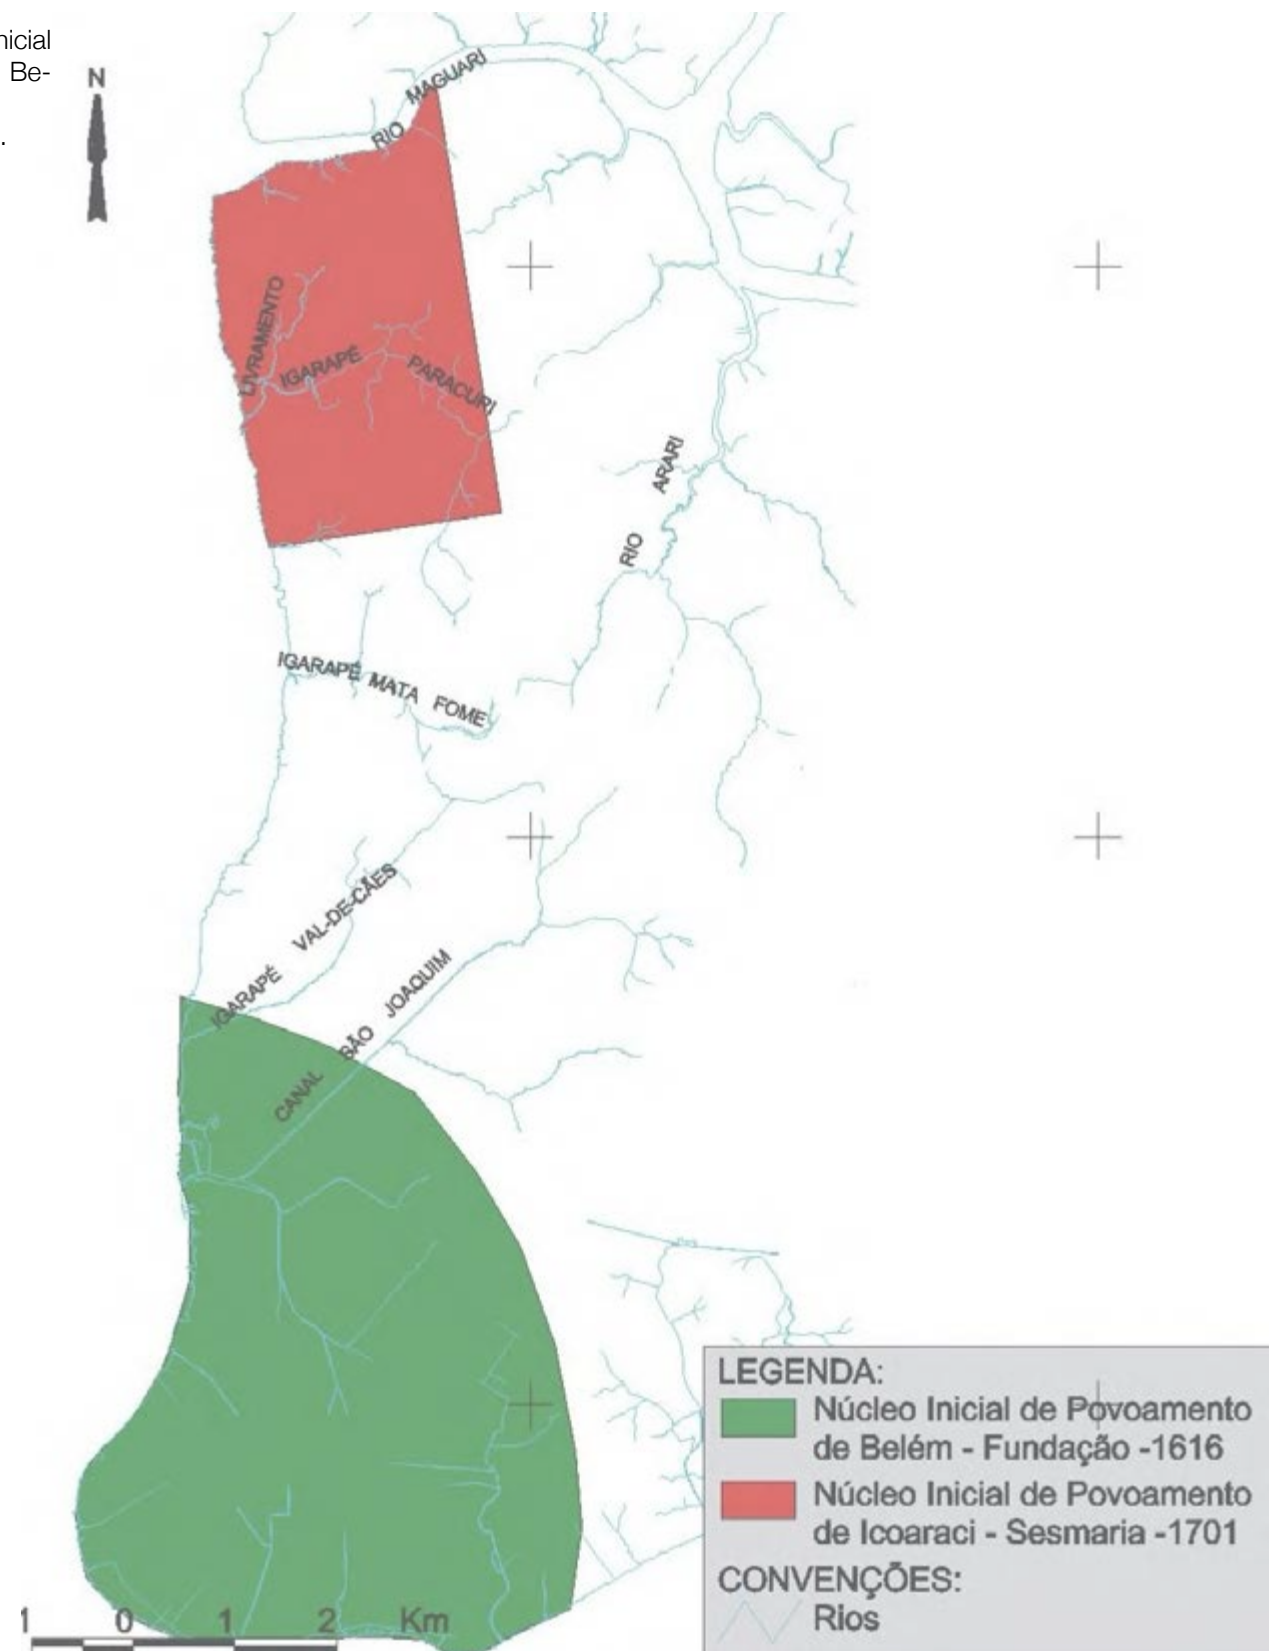 nicial
Be-
.
N
RIO MAGUARI
LIVRAMENTO
IGARAPÉ PARACURI
RIO ARARI
IGARAPÉ MATA FOME
IGARAPÉ VAL-DE-CÃES
CANAL SÃO JOAQUIM
LEGENDA:
Núcleo Inicial de Povoamento
de Belém - Fundação -1616
Núcleo Inicial de Povoamento
de Icoaraci - Sesmaria -1701
CONVENÇÕES:
Rios
1 0 1 2 Km